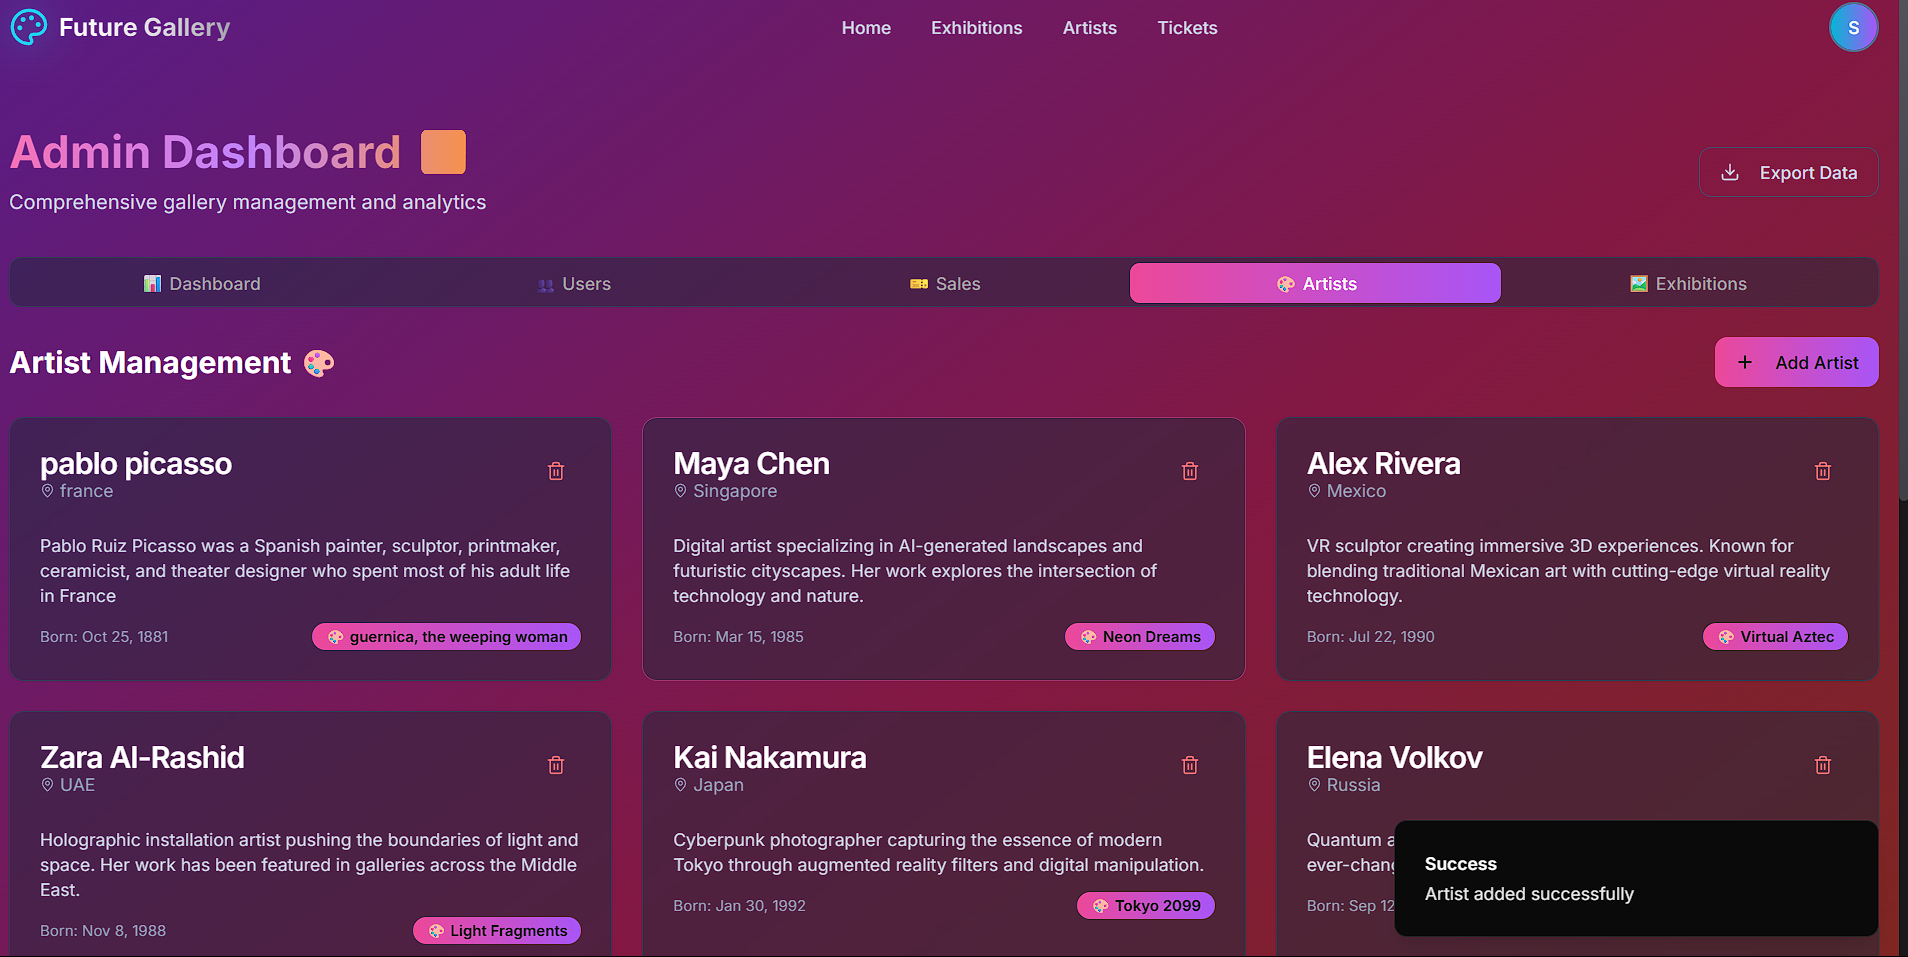 Future Gallery
Home
Exhibitions
Artists
Tickets
S
Admin Dashboard
Comprehensive gallery management and analytics
Export Data
Dashboard
Users
Sales
Artists
Exhibitions
Artist Management
+ Add Artist
pablo picasso
france
Pablo Ruiz Picasso was a Spanish painter, sculptor, printmaker,
ceramicist, and theater designer who spent most of his adult life
in France
Born: Oct 25, 1881
guernica, the weeping woman
Maya Chen
Singapore
Digital artist specializing in AI-generated landscapes and
futuristic cityscapes. Her work explores the intersection of
technology and nature.
Born: Mar 15, 1985
Neon Dreams
Alex Rivera
Mexico
VR sculptor creating immersive 3D experiences. Known for
blending traditional Mexican art with cutting-edge virtual reality
technology.
Born: Jul 22, 1990
Virtual Aztec
Zara Al-Rashid
UAE
Holographic installation artist pushing the boundaries of light and
space. Her work has been featured in galleries across the Middle
East.
Born: Nov 8, 1988
Light Fragments
Kai Nakamura
Japan
Cyberpunk photographer capturing the essence of modern
Tokyo through augmented reality filters and digital manipulation.
Born: Jan 30, 1992
Tokyo 2099
Elena Volkov
Russia
Quantum
Born: Sep 12
Success
Artist added successfully